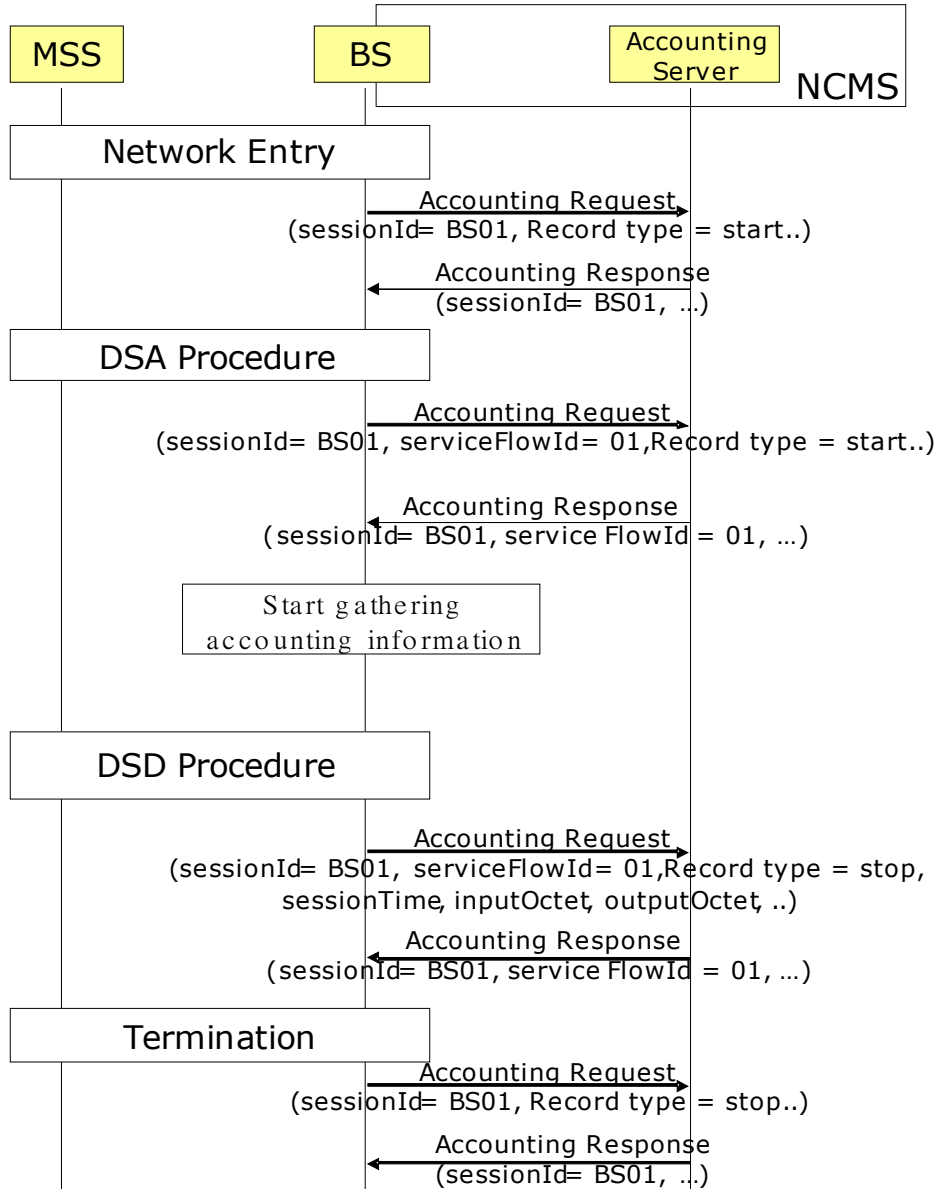 MSS
BS
Accounting
Server
NCMS
Network Entry
Accounting Request
(sessionId= BS01, Record type = start..)
Accounting Response
(sessionId= BS01, ...)
DSA Procedure
Accounting Request
(sessionId= BS01, serviceFlowId= 01,Record type = start..)
Accounting Response
(sessionId= BS01, service FlowId = 01, ...)
Start gathering
accounting information
DSD Procedure
Accounting Request
(sessionId= BS01, serviceFlowId= 01,Record type = stop,
sessionTime, inputOctet, outputOctet, ..)
Accounting Response
(sessionId= BS01, service FlowId = 01, ...)
Termination
Accounting Request
(sessionId= BS01, Record type = stop..)
Accounting Response
(sessionId= BS01, ...)